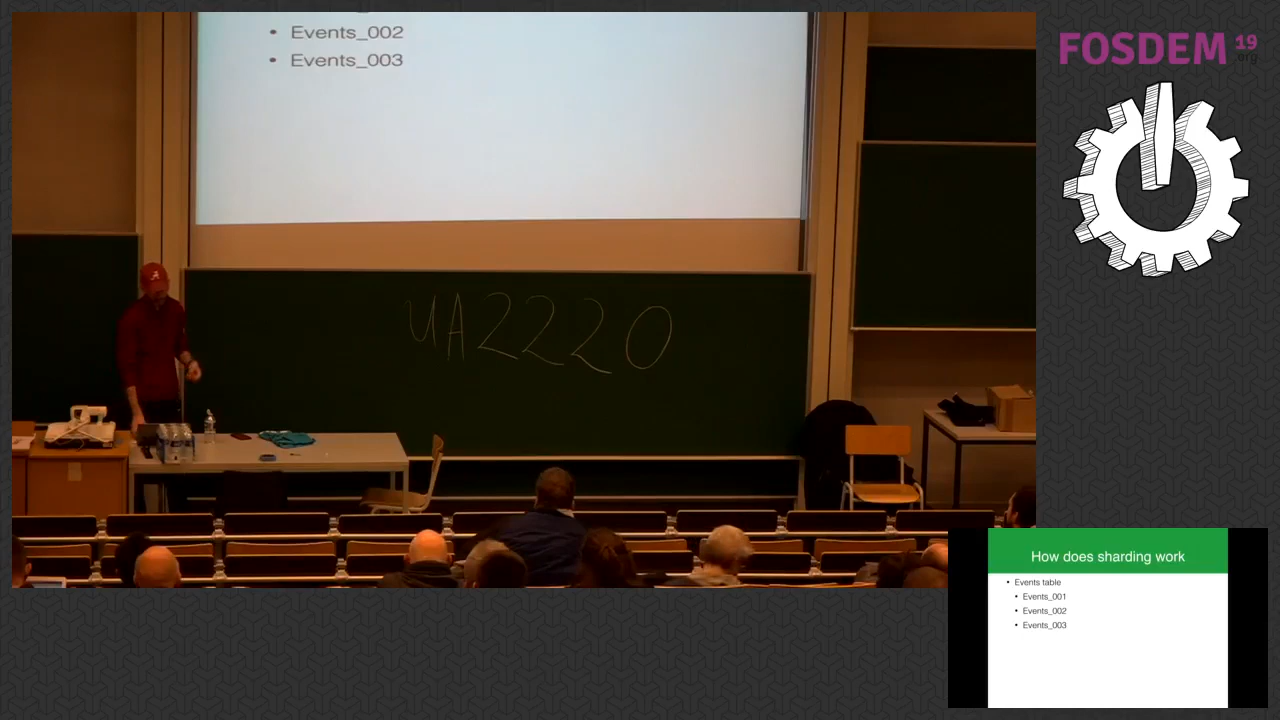 • Events_002
• Events_003
UA2220
FOSDEM 19
.org
How does sharding work
• Events table
• Events_001
• Events_002
• Events_003